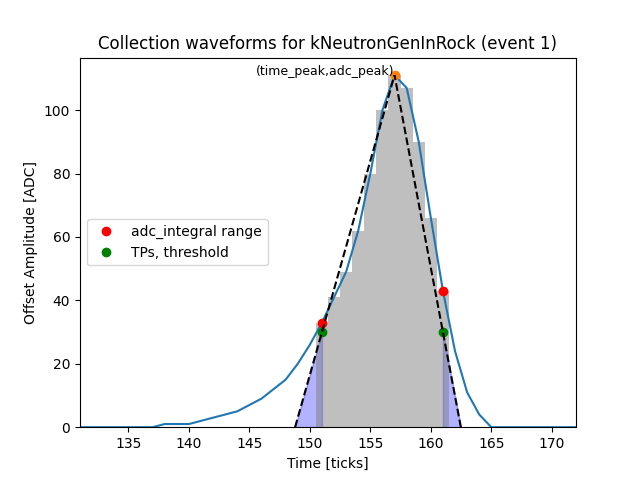 Collection waveforms for kNeutronGenInRock (event 1)
(time_peak,adc_peak)
100
80
60
40
20
0
Offset Amplitude [ADC]
adc_integral range
TPs, threshold
135 140 145 150 155 160 165 170
Time [ticks]